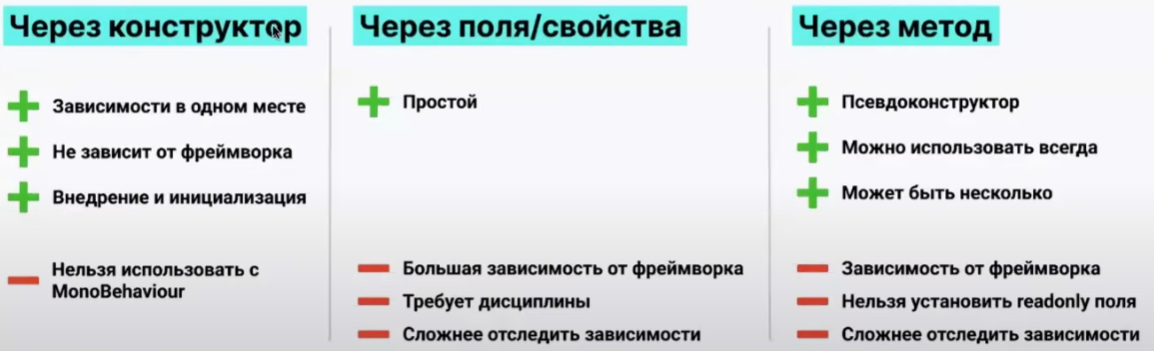 Через конструктор
Зависимости в одном месте
Не зависит от фреймворка
Внедрение и инициализация
Нельзя использовать с
MonoBehaviour
Через поля/свойства
Простой
Большая зависимость от фреймворка
Требует дисциплины
Сложнее отследить зависимости
Через метод
Псевдоконструктор
Можно использовать всегда
Может быть несколько
Зависимость от фреймворка
Нельзя установить readonly поля
Сложнее отследить зависимости